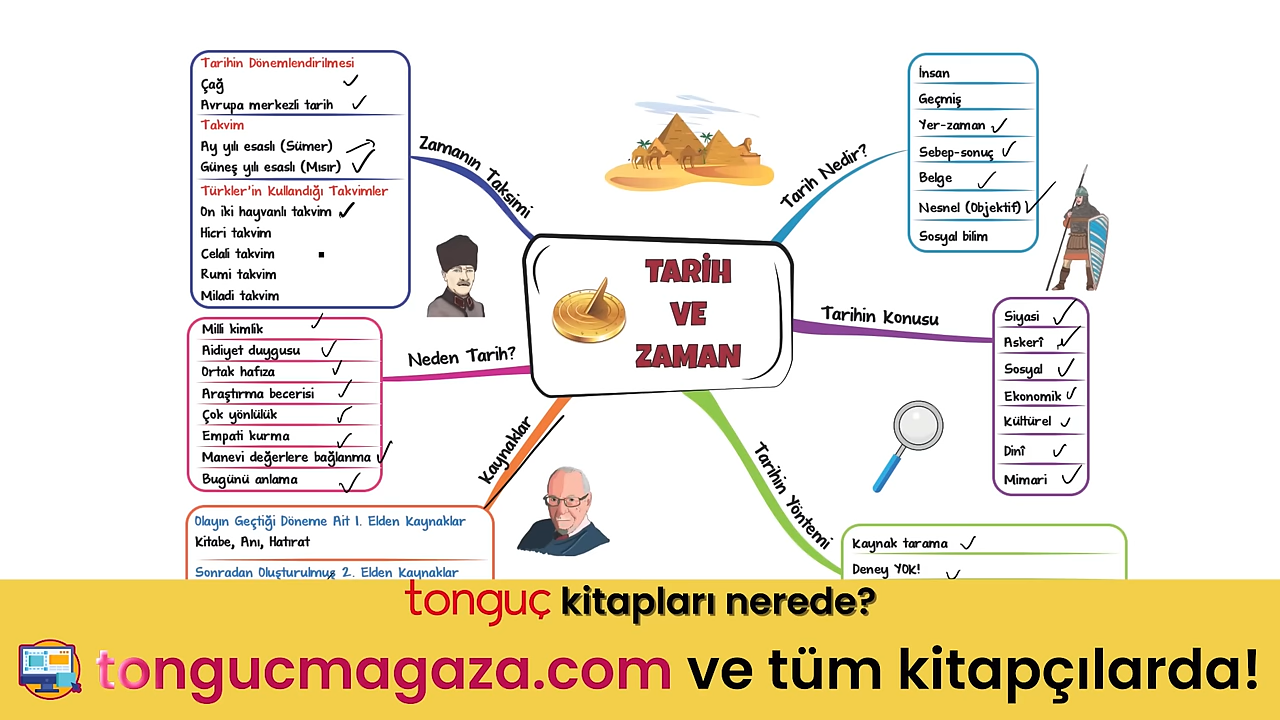 Tarihin Dönemlendirilmesi
Çağ
Avrupa merkezli tarih
Takvim
Ay yılı esaslı (Sümer)
Güneş yılı esaslı (Mısır)
Türkler'in Kullandığı Takvimler
On iki hayvanlı takvim
Hicri takvim
Celali takvim
Rumi takvim
Miladi takvim
Zamanın Taksimi
Milli kimlik
Aidiyet duygusu
Ortak hafıza
Araştırma becerisi
Çok yönlülük
Empati kurma
Manevi değerlere bağlanma
Bugünü anlama
Neden Tarih?
Olayın Geçtiği Döneme Ait 1. Elden Kaynaklar
Kitabe, Anı, Hatırat
Sonradan Oluşturulmuş 2. Elden Kaynaklar
Kaynaklar
TARİH
VE
ZAMAN
Tarih Nedir?
İnsan
Geçmiş
Yer-zaman
Sebep-sonuç
Belge
Nesnel (Objektif)
Sosyal bilim
Tarihin Konusu
Siyasi
Askerî
Sosyal
Ekonomik
Kültürel
Dinî
Mimari
Tarihin Yöntemi
Kaynak tarama
Deney YOK!
tonguç kitapları nerede?
tongucmagaza.com ve tüm kitapçılarda!